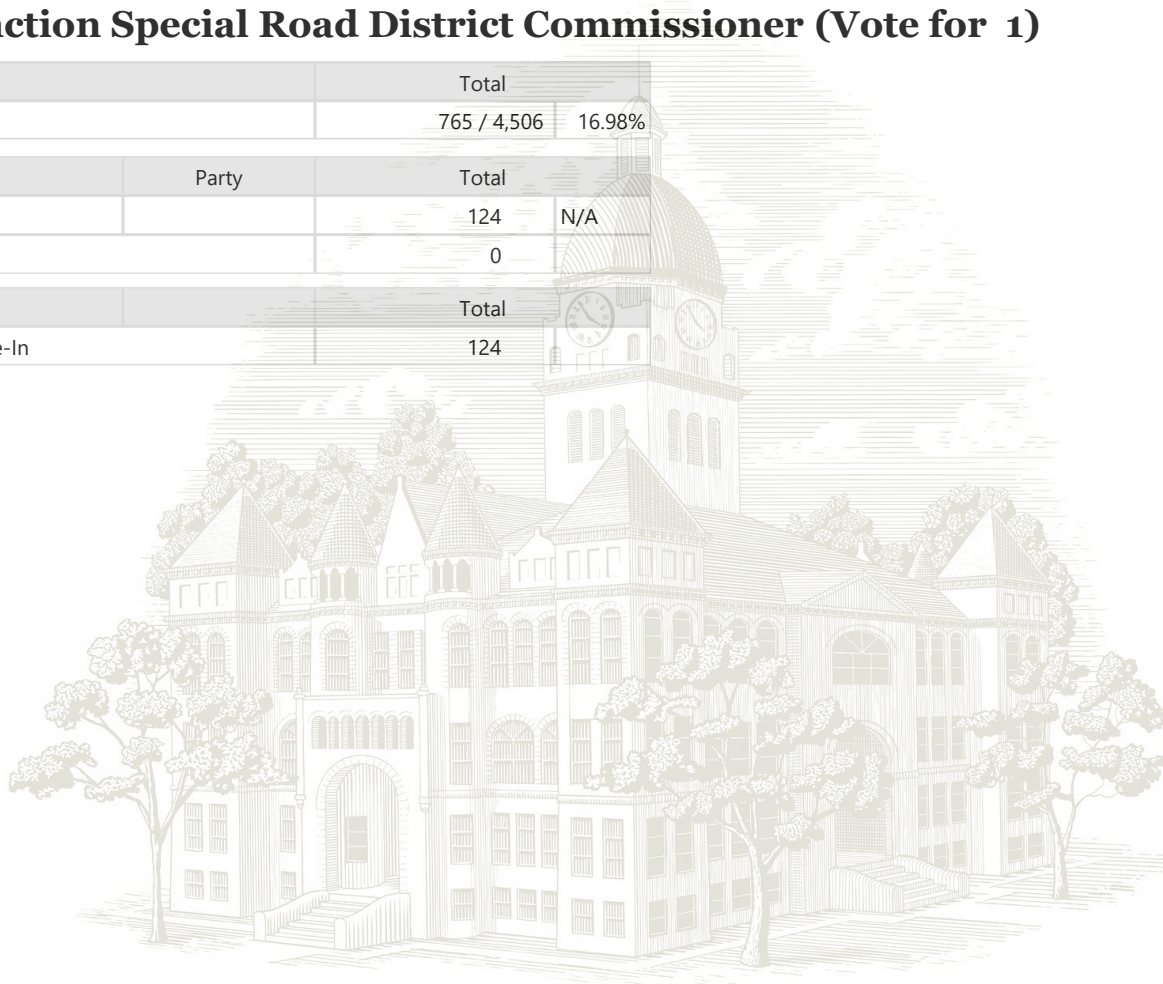 ction Special Road District Commissioner (Vote for 1)
Total
765 / 4,506 16.98%
Party Total
124 N/A
0
Total
e-In 124